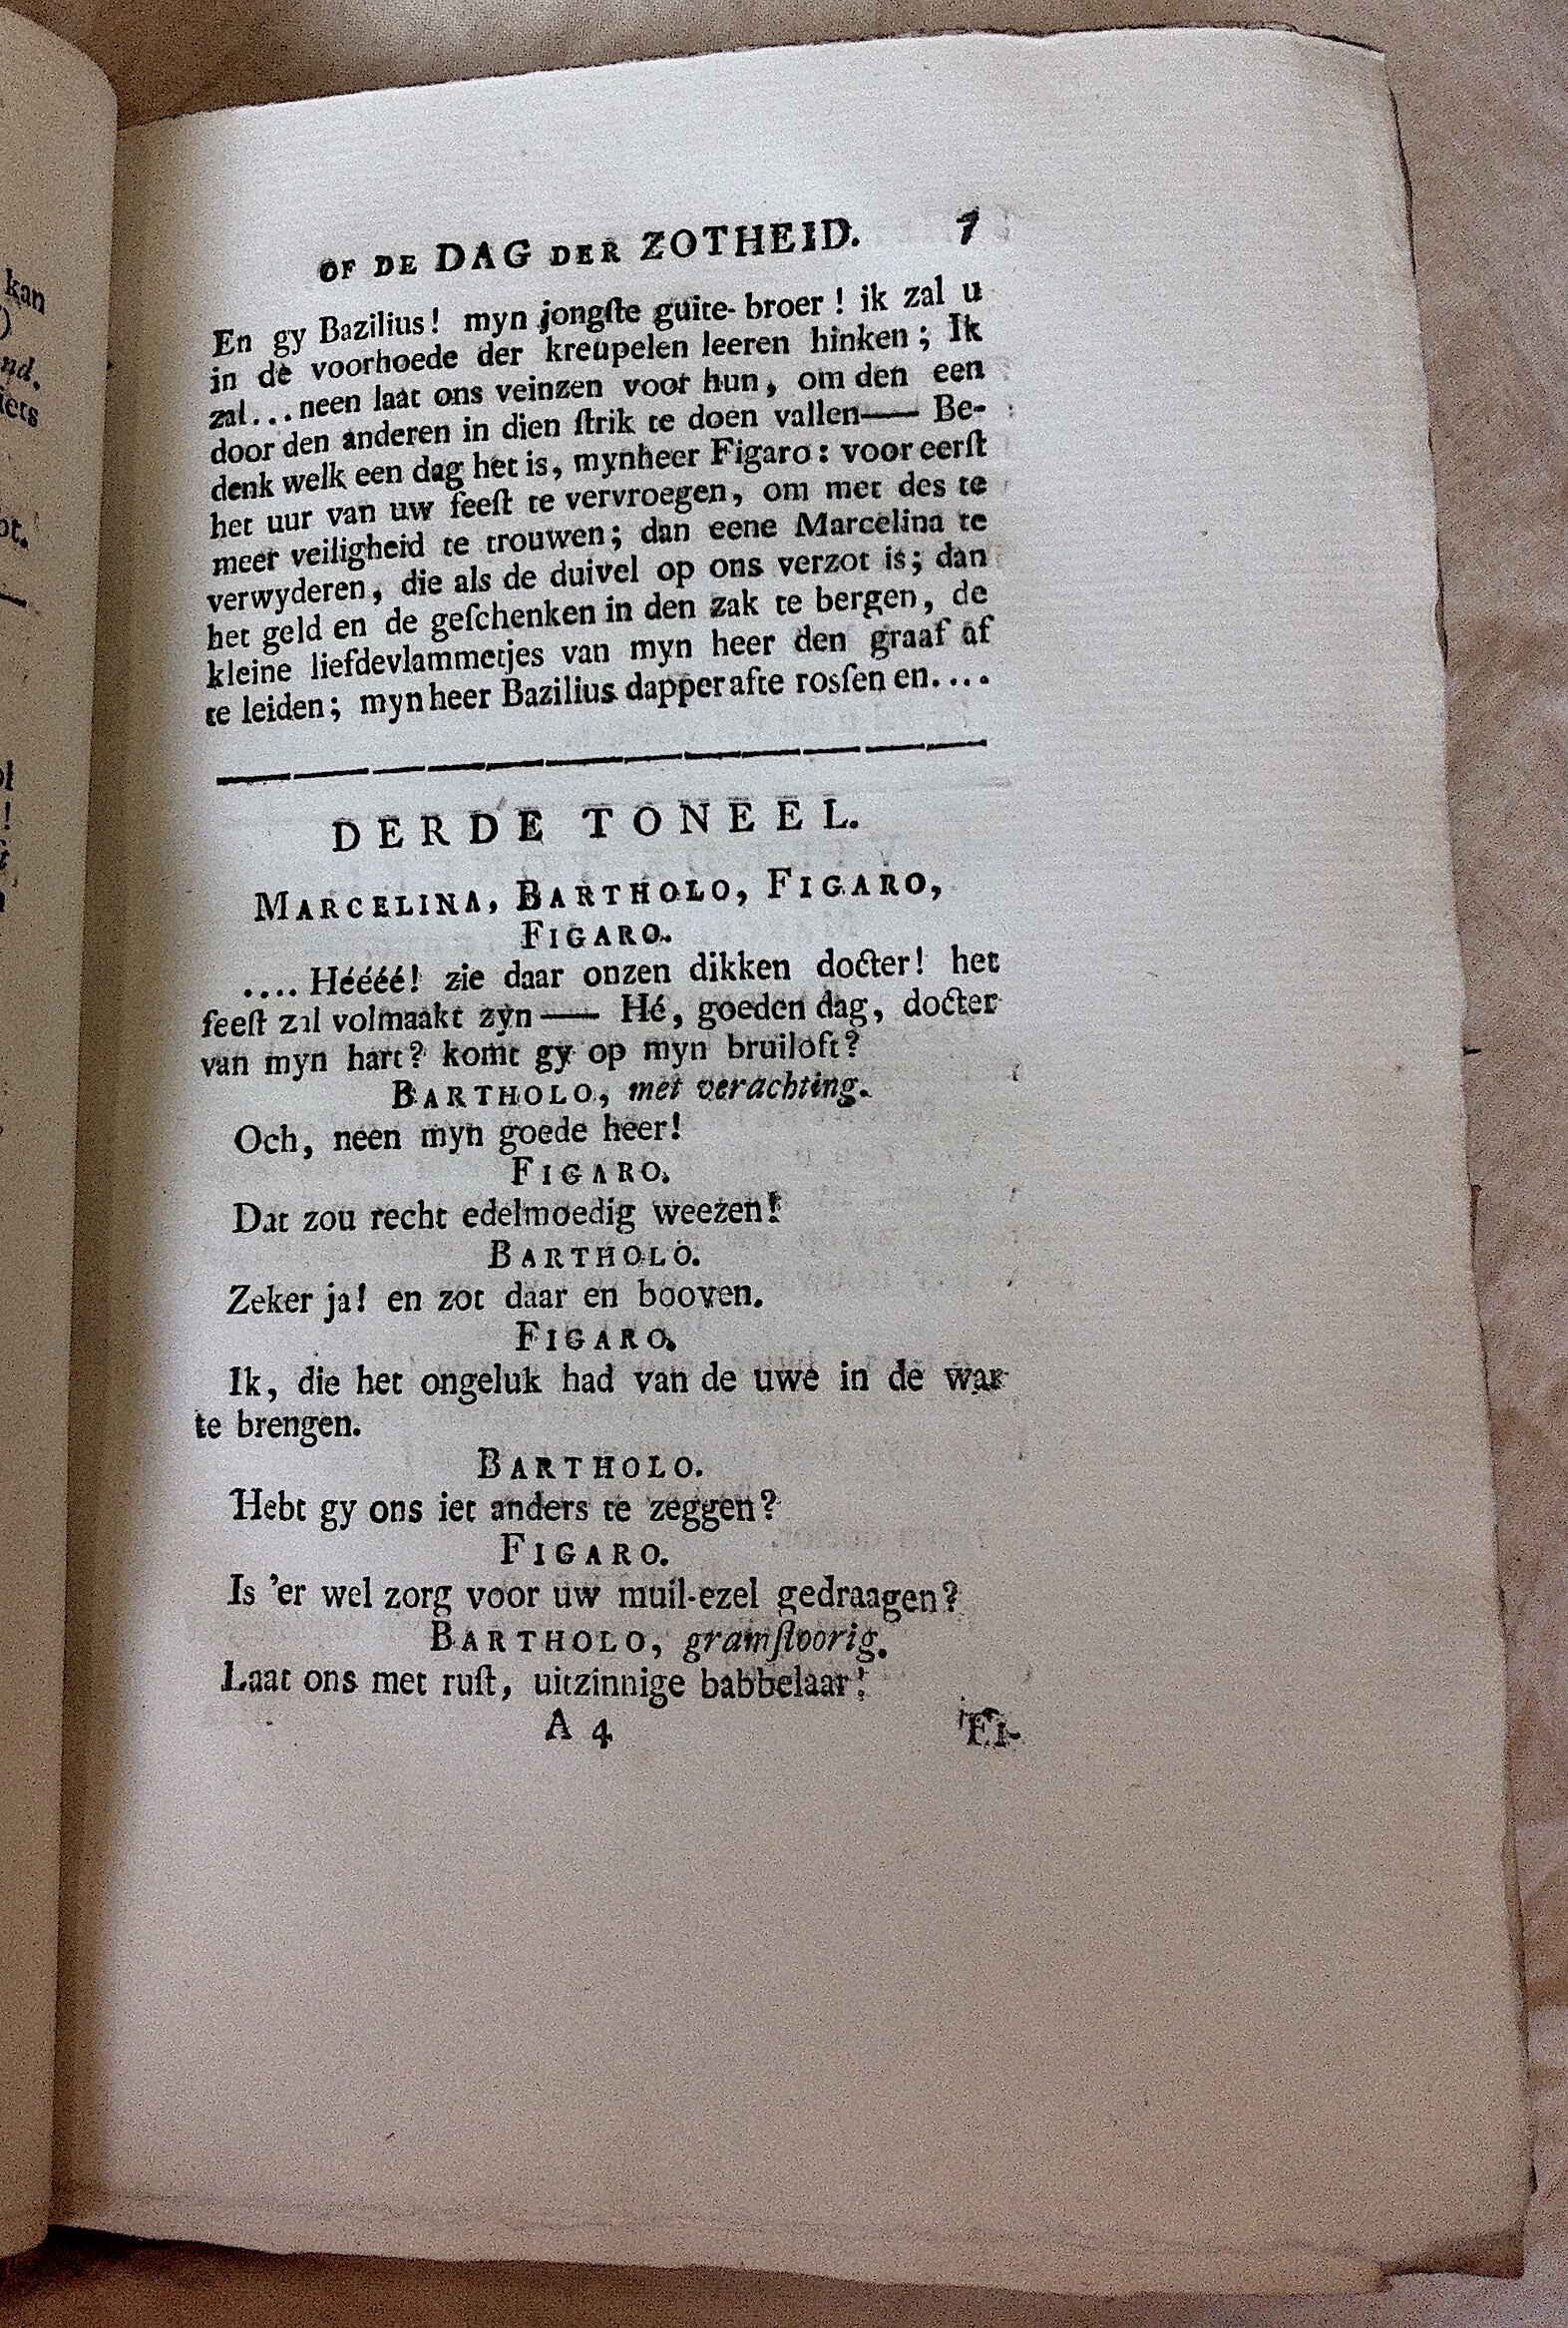 OF DE DAG DER ZOTHEID. 7
En gy Bazilius! myn jongſte guite-broer! ik zal u
in de voorhoede der kreupelen leeren hinken; Ik
zal... neen laat ons veinzen voor hun, om den een
door den anderen in dien ſtrik te doen vallen—— Be-
denk welk een dag het is, mynheer Figaro: voor eerſt
het uur van uw feeſt te vervroegen, om met des te
meer veiligheid te trouwen; dan eene Marcelina te
verwyderen, die als de duivel op ons verzot is; dan
het geld en de geſchenken in den zak te bergen, de
kleine liefdevlammetjes van myn heer den graaf af
te leiden; myn heer Bazilius dapper afte rosſen en....
DERDE TONEEL.
MARCELINA, BARTHOLO, FIGARO,
FIGARO.
.... Héééé! zie daar onzen dikken docter! het
feeſt zal volmaakt zyn—— Hé, goeden dag, docter
van myn hart? komt gy op myn bruiloft?
BARTHOLO, met verachting.
Och, neen myn goede heer!
FIGARO.
Dat zou recht edelmoedig weezen!
BARTHOLO.
Zeker ja! en zot daar en booven.
FIGARO.
Ik, die het ongeluk had van de uwe in de war
te brengen.
BARTHOLO.
Hebt gy ons iet anders te zeggen?
FIGARO.
Is 'er wel zorg voor uw muil-ezel gedraagen?
BARTHOLO, gramſtoorig.
Laat ons met ruſt, uitzinnige babbelaar!
A 4 FI-
kan
nd.